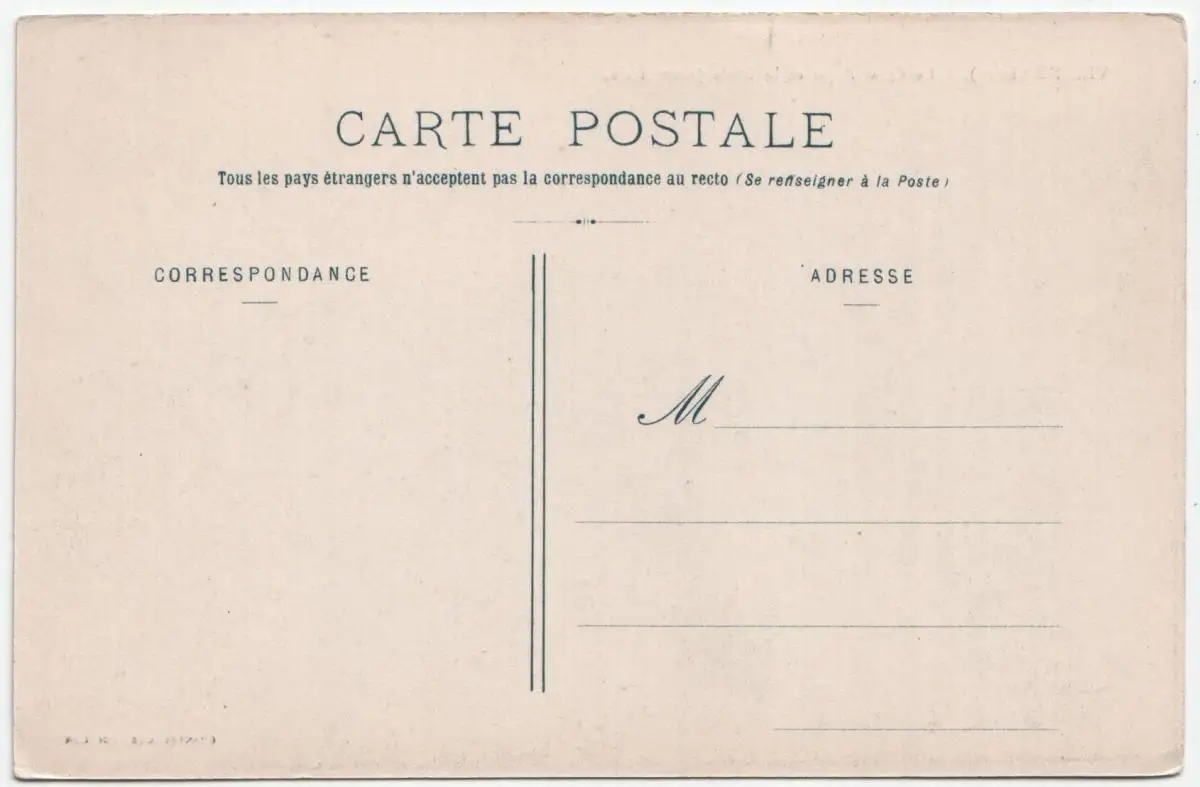 CARTE POSTALE
Tous les pays étrangers n'acceptent pas la correspondance au recto (Se renseigner à la Poste)
CORRESPONDANCE
ADRESSE
M